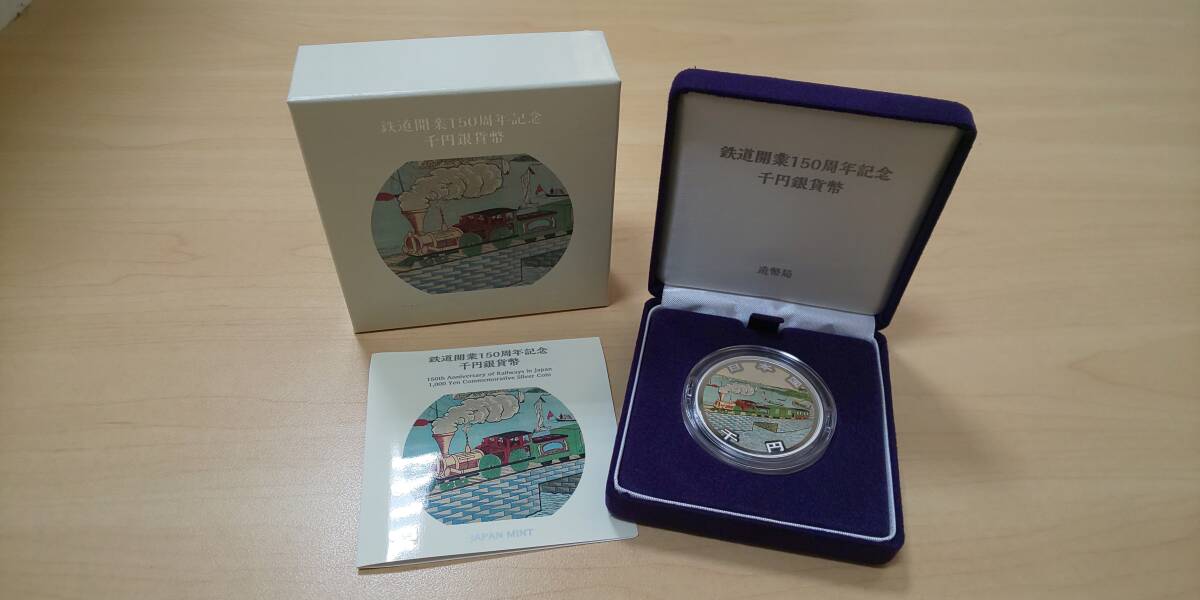 鉄道開業150周年記念
千円銀貨幣
鉄道開業150周年記念
千円銀貨幣
150th Anniversary of Railways in Japan
1,000 Yen Commemorative Silver Coin
JAPAN MINT
鉄道開業150周年記念
千円銀貨幣
造幣局
日本国
千円